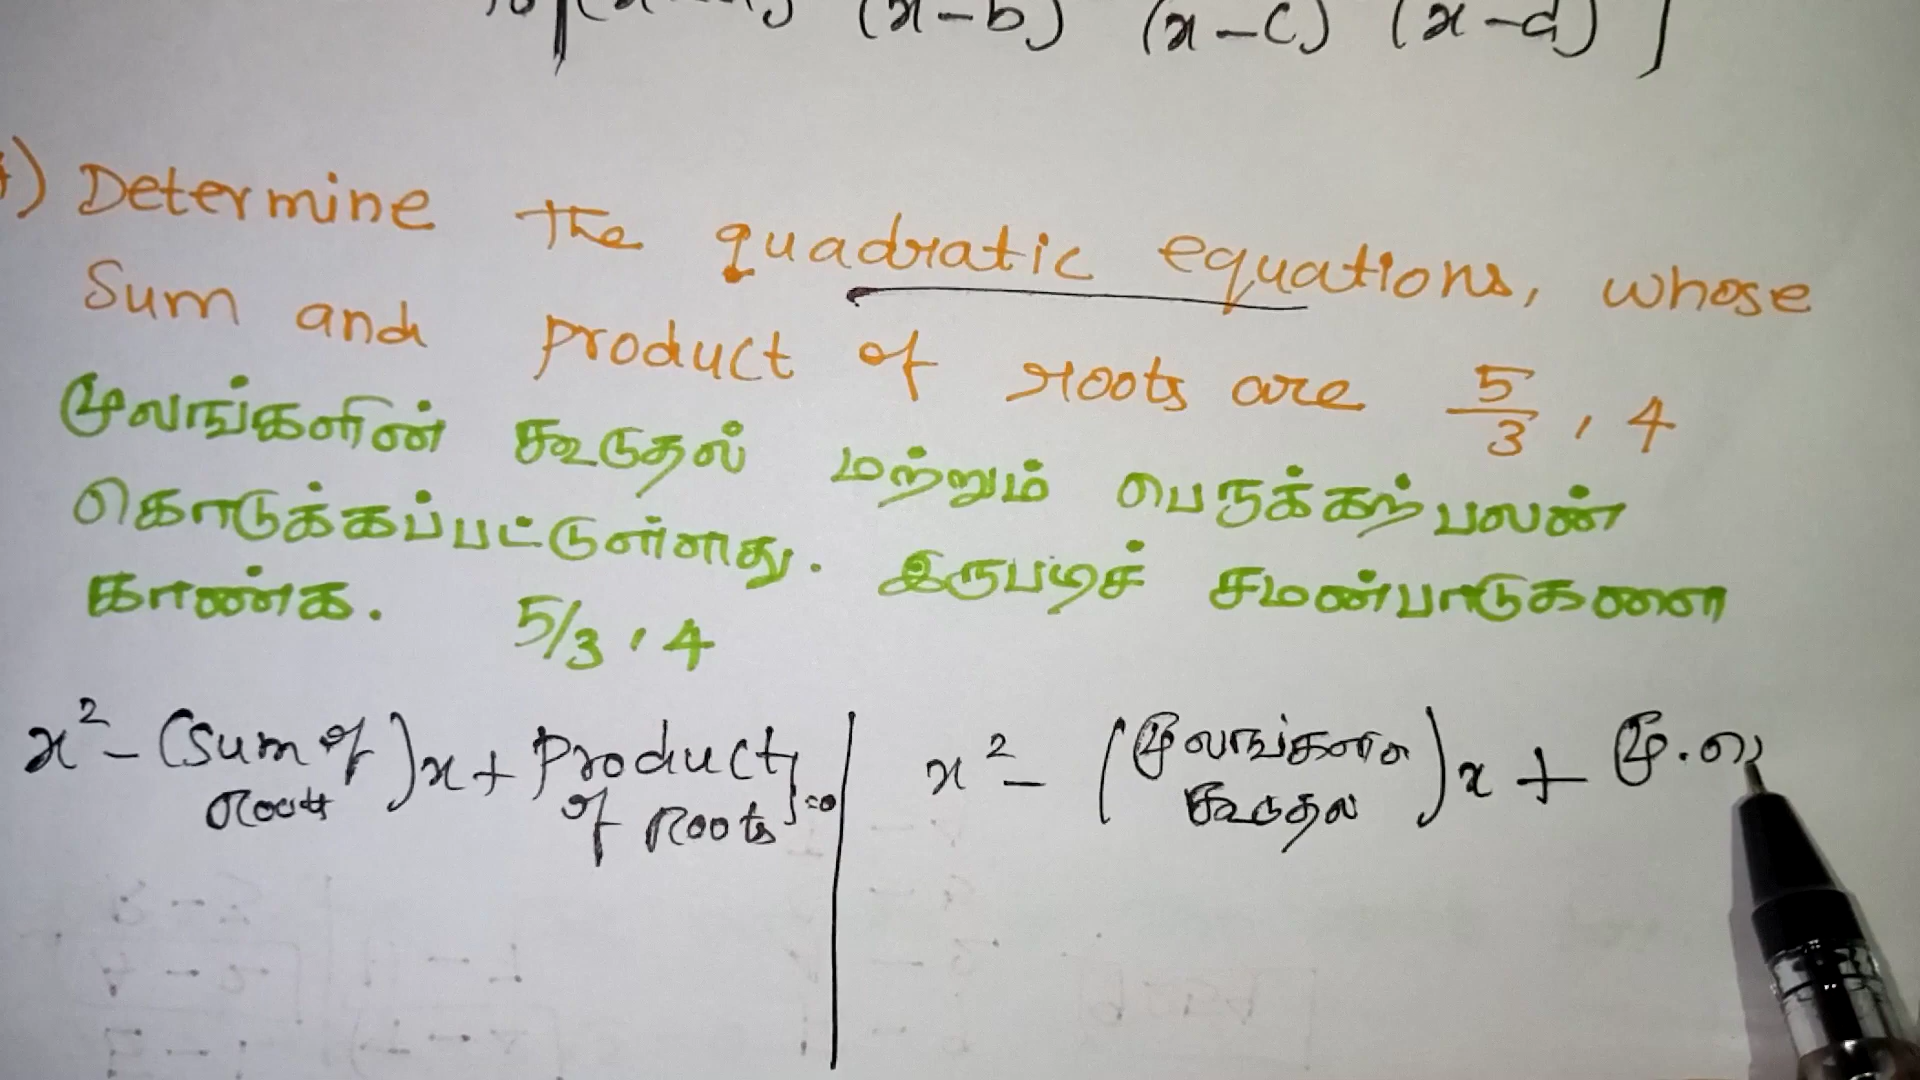 (x-b) (x-c) (x-d) ]
) Determine the quadratic equations, whose
Sum and product of roots are 5/3 , 4
மூலங்களின் கூடுதல் மற்றும் பெருக்கற்பலன்
கொடுக்கப்பட்டுள்ளது. இருபடிச் சமன்பாடுகளை
காண்க. 5/3 , 4
x² - (Sum of Roots) x + Product of Roots} =0
x² - (மூலங்களின் கூடுதல்) x + மூ.